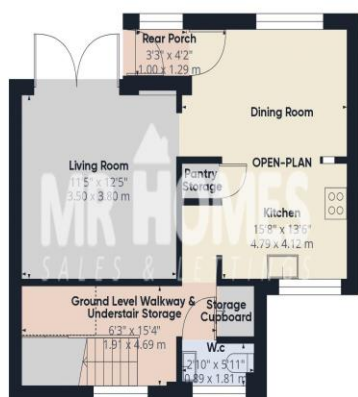 Rear Porch
3'3" x 4'2"
1.00 x 1.29 m
Dining Room
Living Room
11'5" x 12'5"
3.50 x 3.80 m
OPEN-PLAN
Pantry
Storage
Kitchen
15'8" x 13'6"
4.79 x 4.12 m
MR HOMES
SALES & LETTINGS
Ground Level Walkway &
Understair Storage
6'3" x 15'4"
1.91 x 4.69 m
Storage
Cupboard
W.c
2'10" x 5'11"
0.89 x 1.81 m